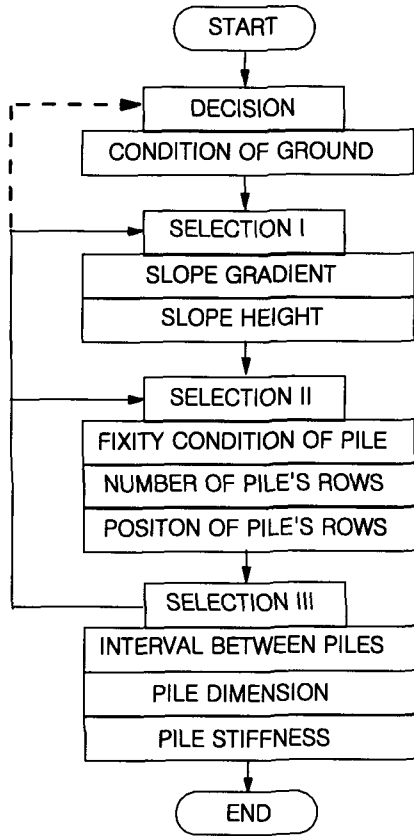 START
DECISION
CONDITION OF GROUND
SELECTION I
SLOPE GRADIENT
SLOPE HEIGHT
SELECTION II
FIXITY CONDITION OF PILE
NUMBER OF PILE'S ROWS
POSITON OF PILE'S ROWS
SELECTION III
INTERVAL BETWEEN PILES
PILE DIMENSION
PILE STIFFNESS
END